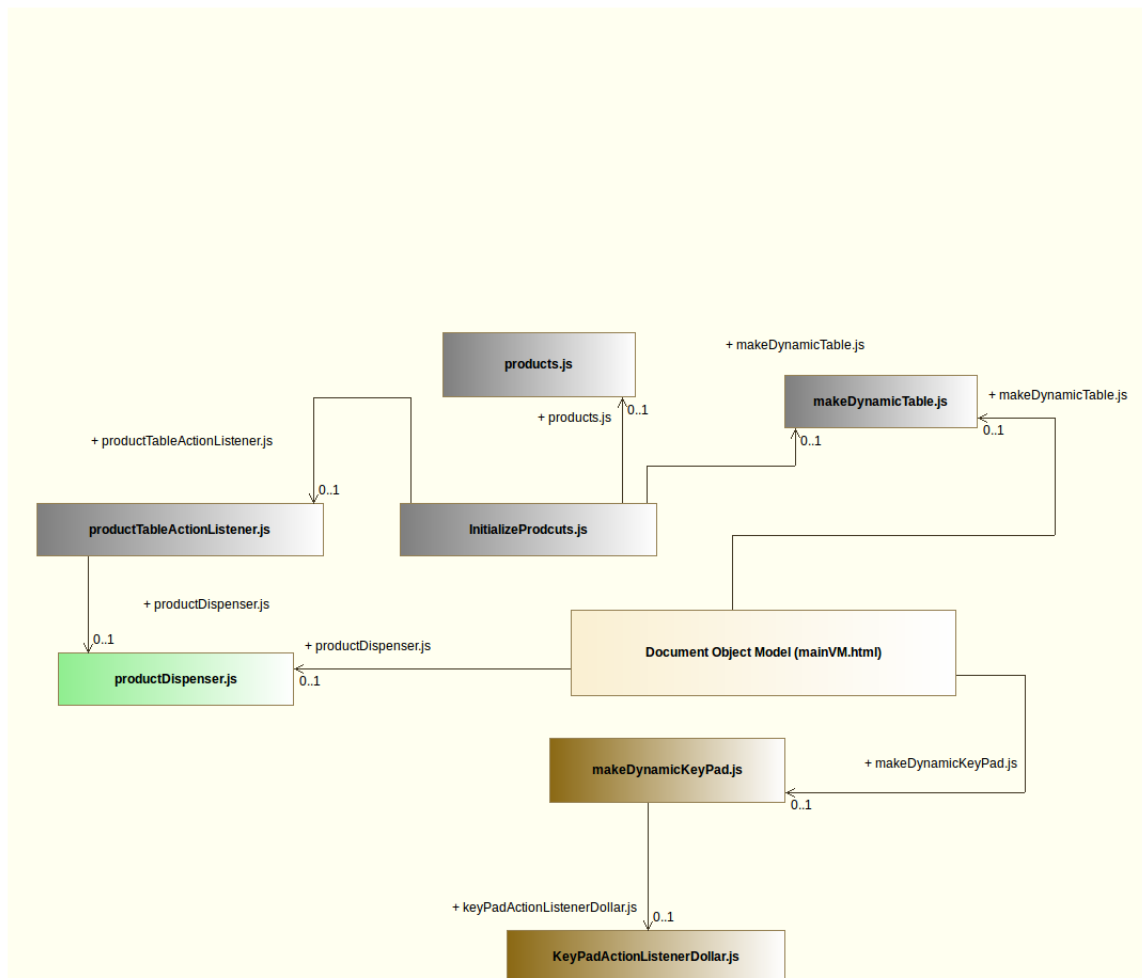 + makeDynamicTable.js
products.js
makeDynamicTable.js
+ makeDynamicTable.js
0..1
+ products.js
0..1
0..1
+ productTableActionListener.js
0..1
productTableActionListener.js
InitializeProdcuts.js
+ productDispenser.js
0..1
+ productDispenser.js
Document Object Model (mainVM.html)
productDispenser.js
0..1
makeDynamicKeyPad.js
+ makeDynamicKeyPad.js
0..1
+ keyPadActionListenerDollar.js
0..1
KeyPadActionListenerDollar.js